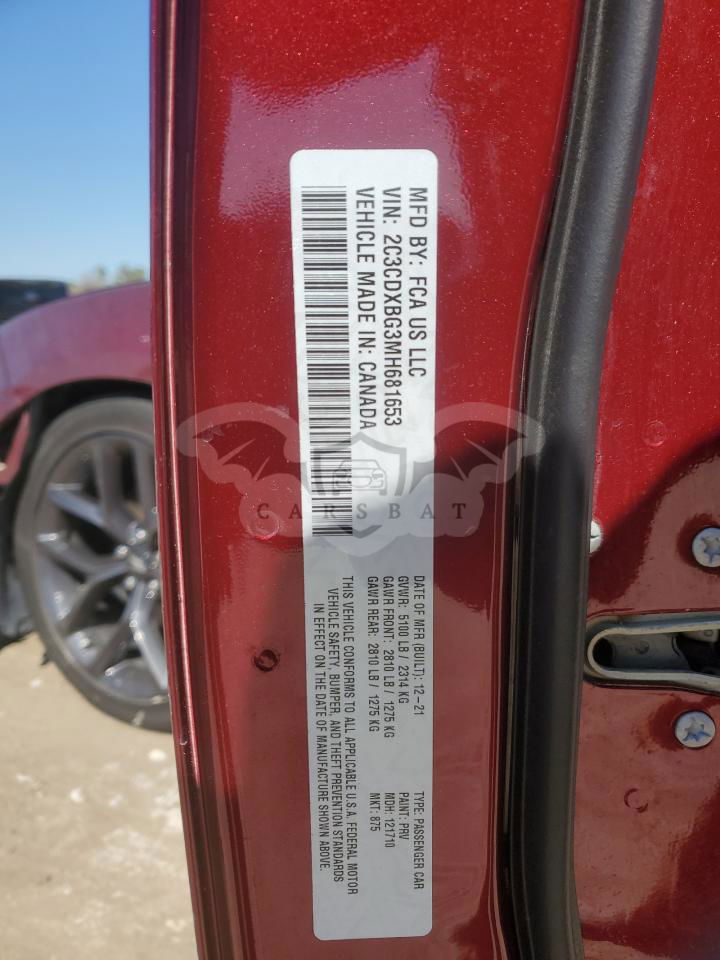 MFD BY: FCA US LLC
VIN: 2C3CDXBG3MH681653
VEHICLE MADE IN: CANADA
DATE OF MFR (BUILT): 12-21
GVWR: 5100 LB / 2314 KG
GAWR FRONT: 2810 LB / 1275 KG
GAWR REAR: 2810 LB / 1275 KG
TYPE: PASSENGER CAR
PAINT: PRV
MDH: 121710
MKT: 875
THIS VEHICLE CONFORMS TO ALL APPLICABLE U.S.A. FEDERAL MOTOR
VEHICLE SAFETY, BUMPER, AND THEFT PREVENTION STANDARDS
IN EFFECT ON THE DATE OF MANUFACTURE SHOWN ABOVE.
CARSBAT